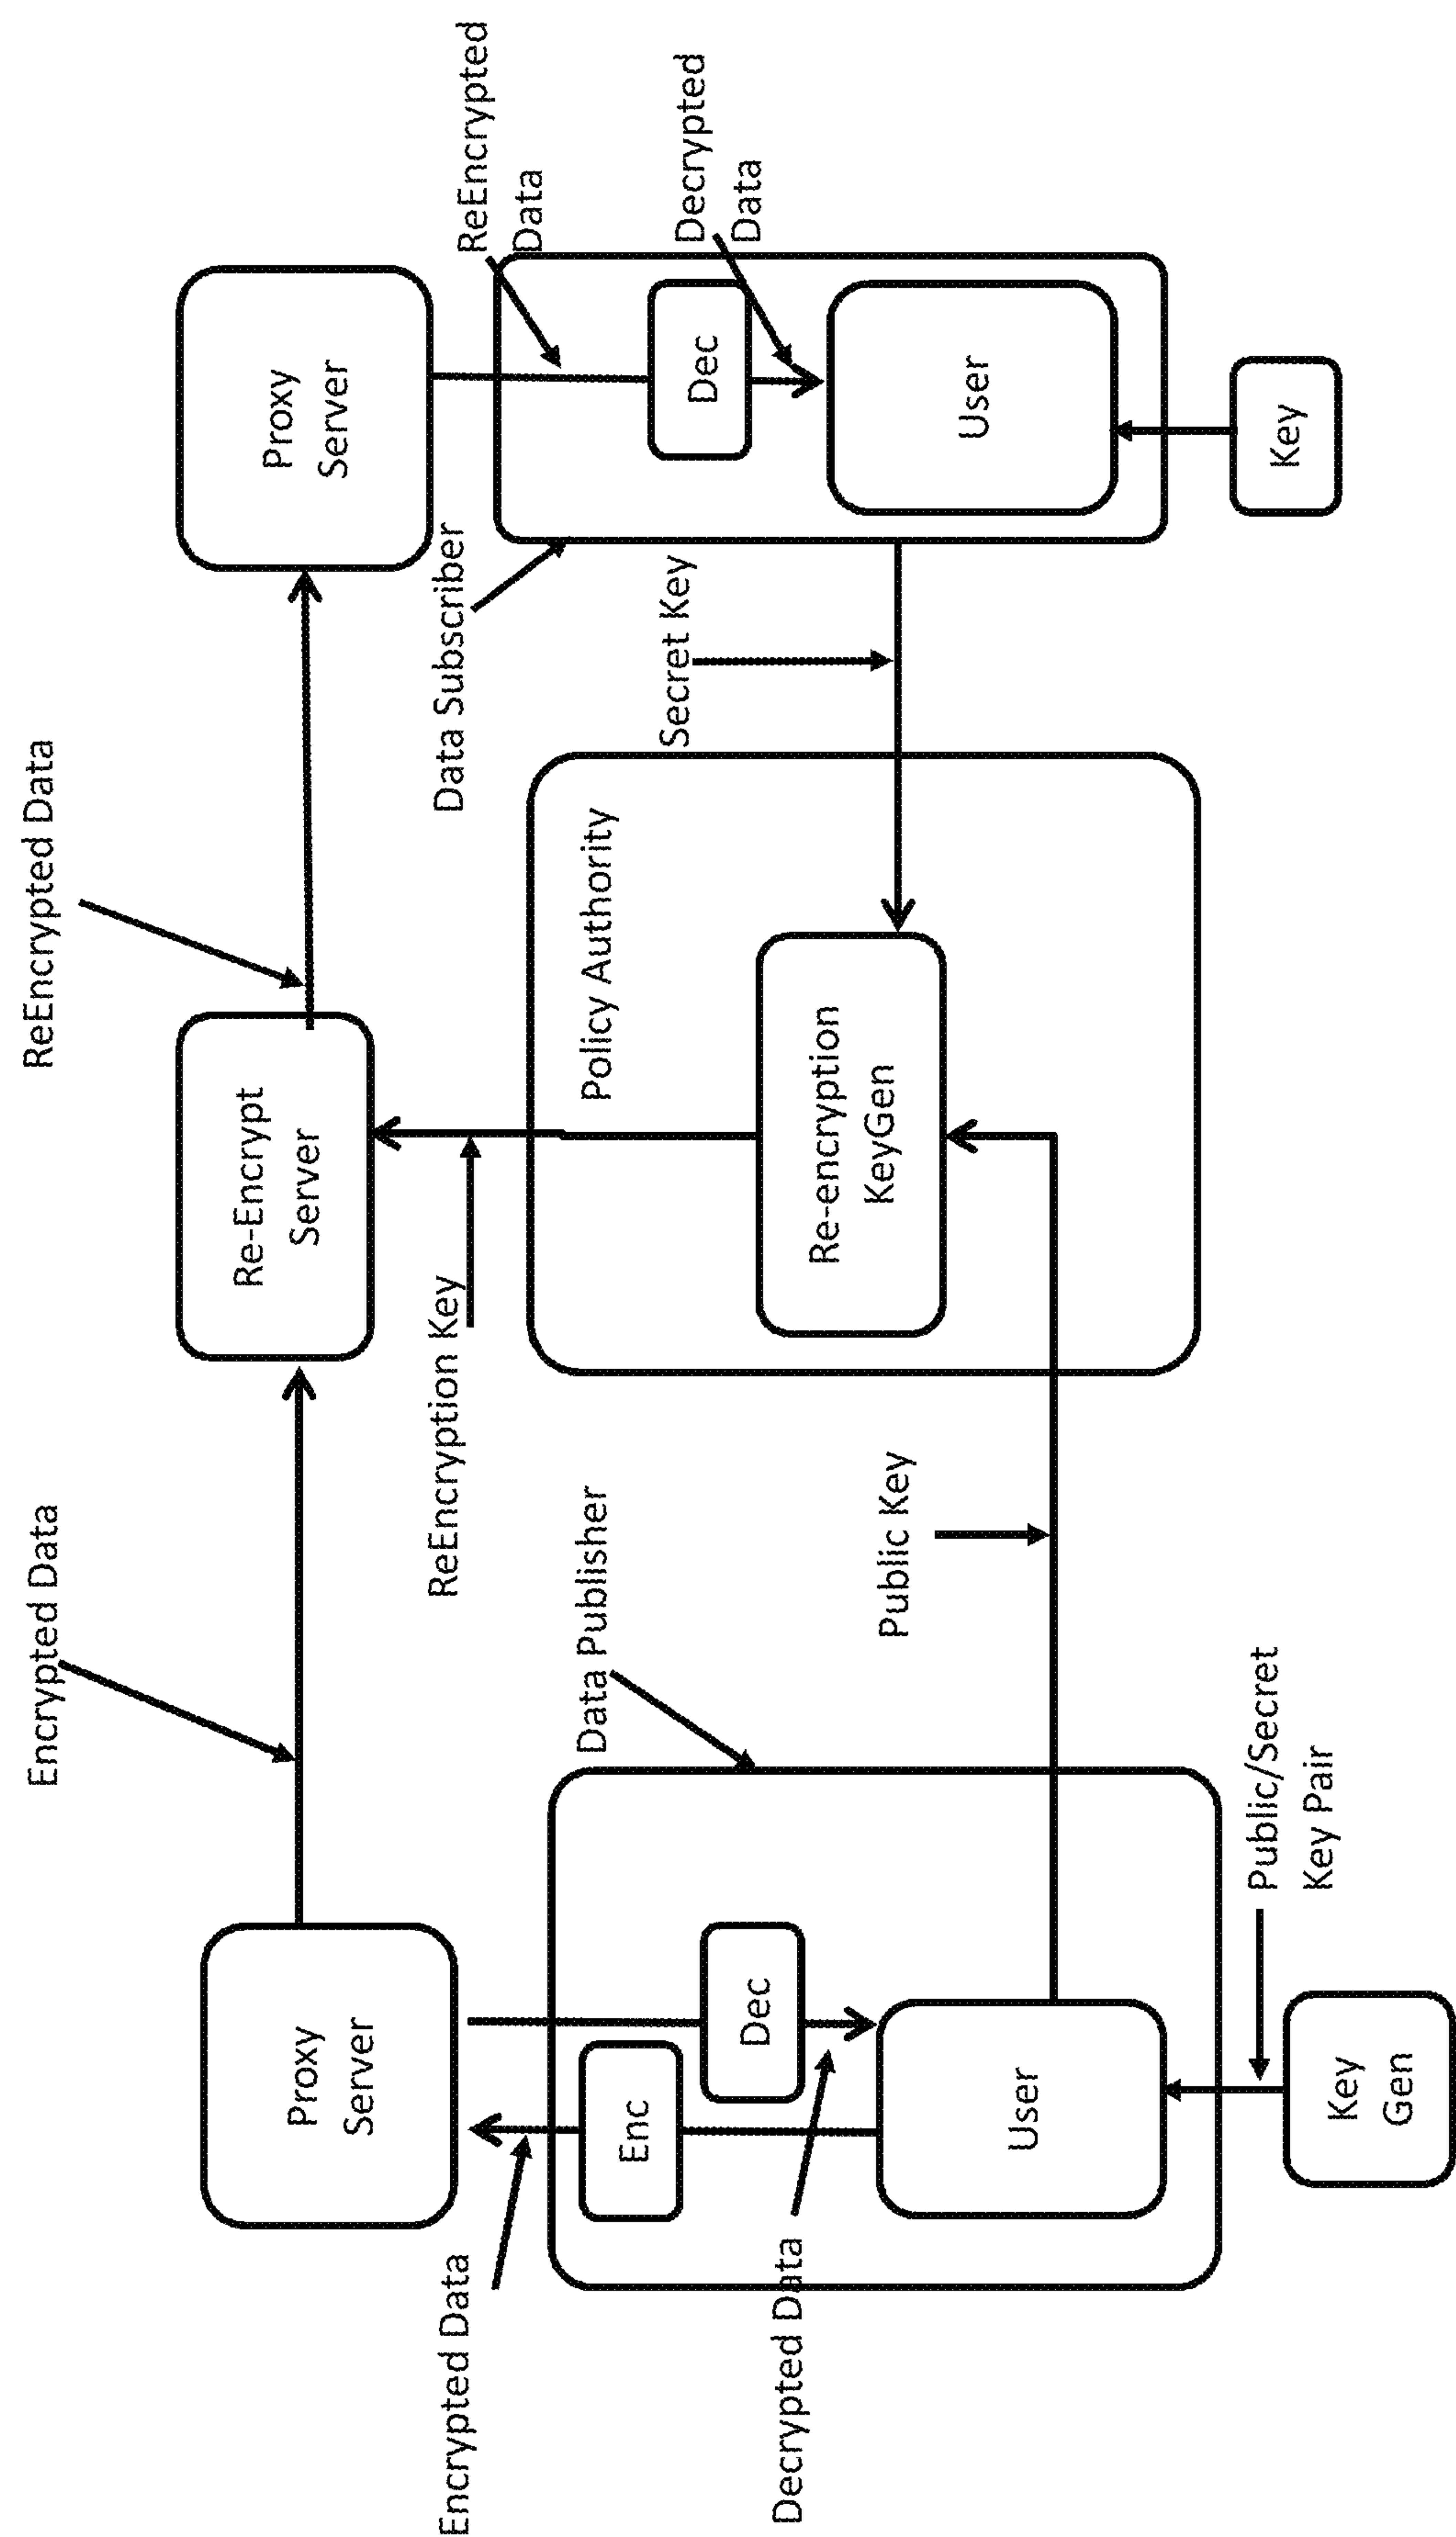 Encrypted Data
ReEncrypted Data
Proxy
Server
Re-Encrypt
Server
Proxy
Server
Encrypted Data
ReEncryption Key
Data Subscriber
ReEncrypted
Data
Data Publisher
Policy Authority
Enc
Dec
Decrypted Data
Secret Key
Dec
Decrypted
Data
Re-encryption
KeyGen
Public Key
User
User
Public/Secret
Key Pair
Key
Gen
Key